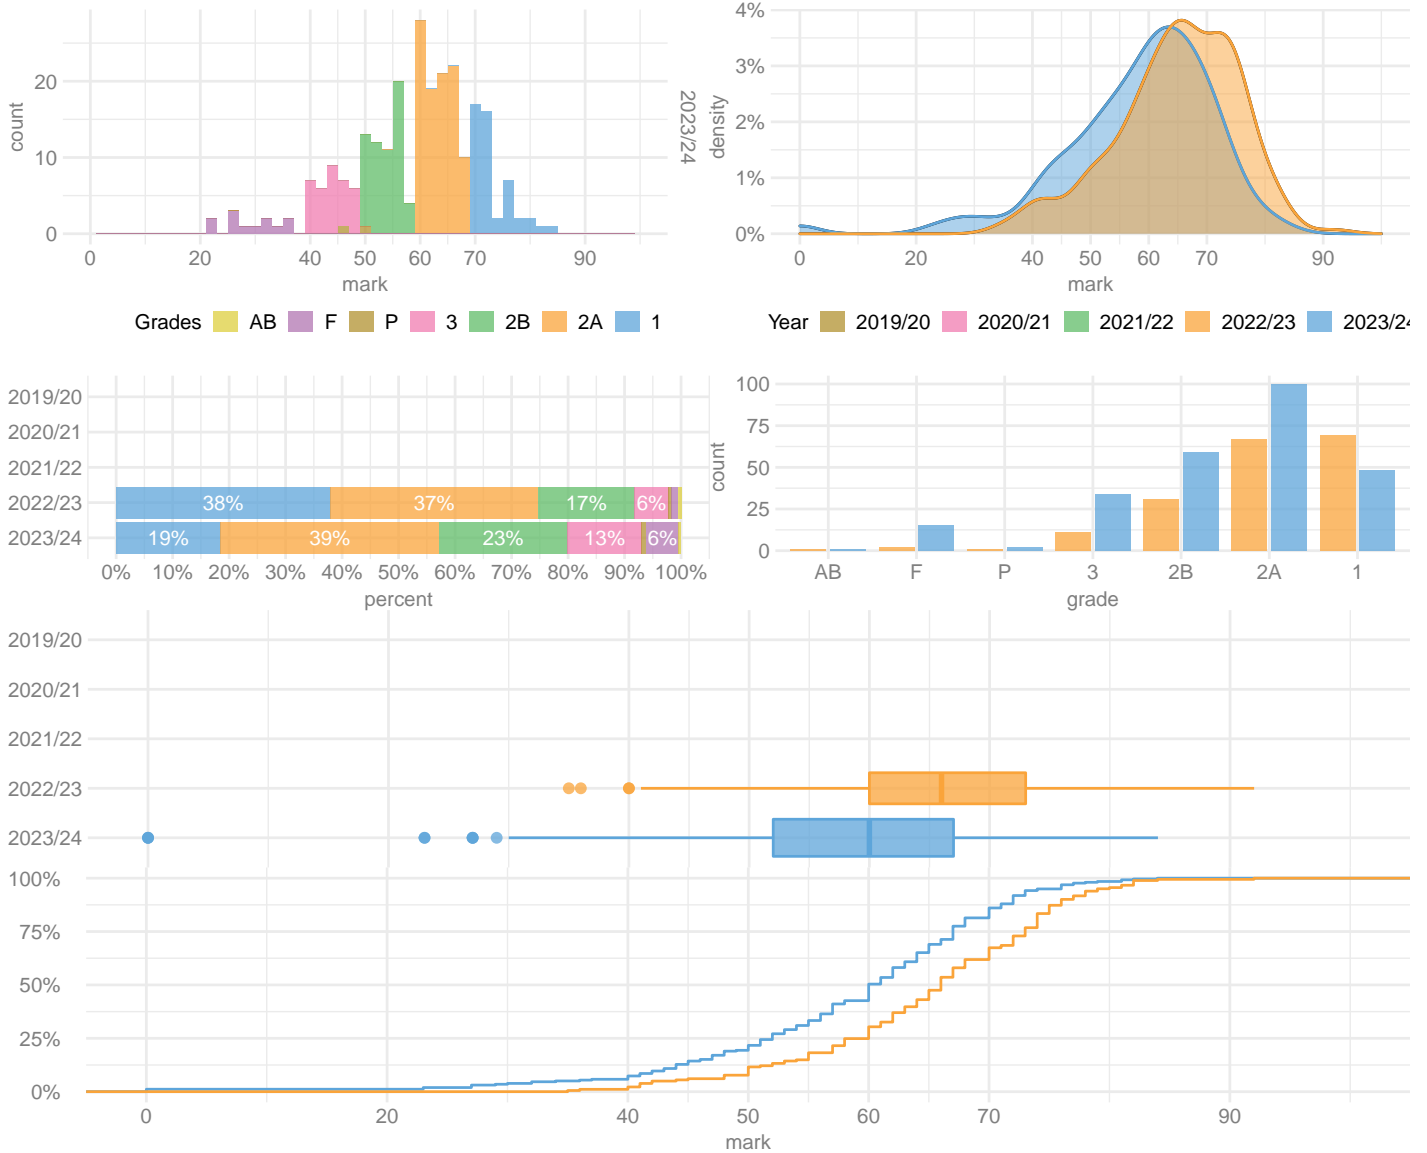 20
10
0
count
0 20 40 50 60 70 90
mark
2023/24
Grades AB F P 3 2B 2A 1
4%
3%
2%
1%
0%
density
0 20 40 50 60 70 90
mark
Year 2019/20 2020/21 2021/22 2022/23 2023/24
2019/20
2020/21
2021/22
2022/23 38% 37% 17% 6%
2023/24 19% 39% 23% 13% 6%
0% 10% 20% 30% 40% 50% 60% 70% 80% 90% 100%
percent
100
75
50
25
0
count
AB F P 3 2B 2A 1
grade
2019/20
2020/21
2021/22
2022/23
2023/24
100%
75%
50%
25%
0%
0 20 40 50 60 70 90
mark